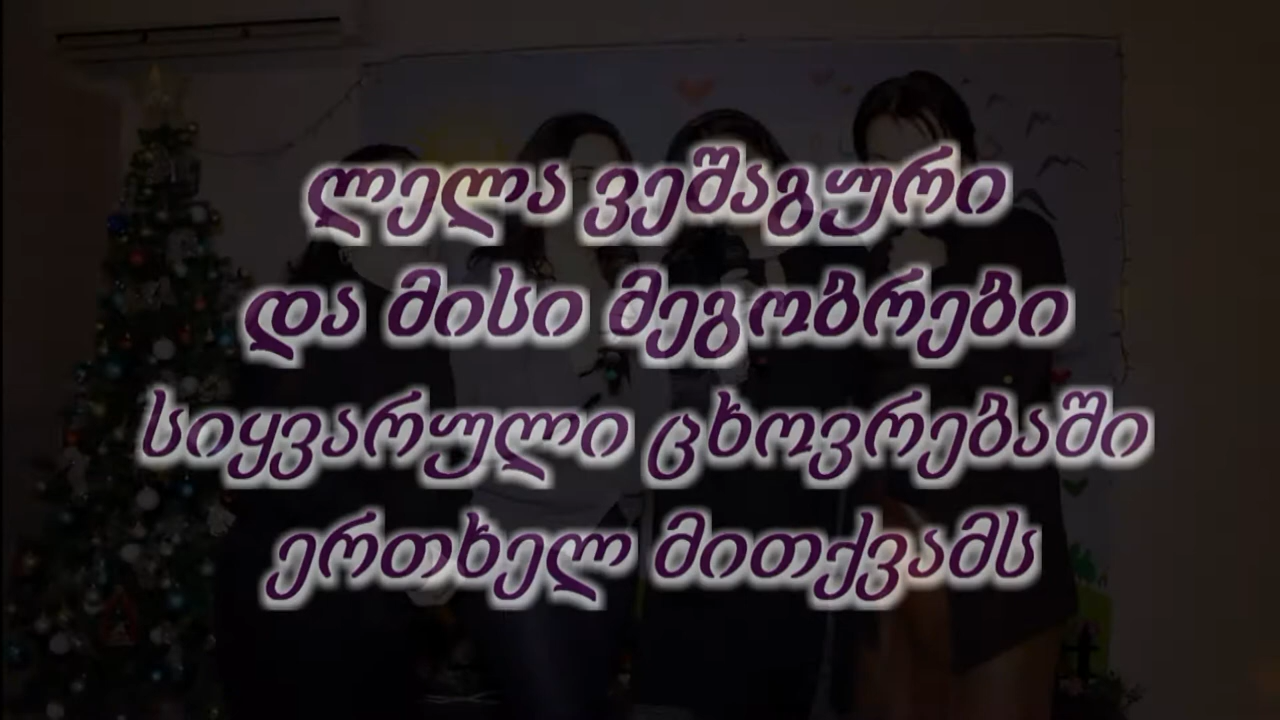 ლელა ვეშაგური
და მისი მეგობრები
სიყვარული ცხოვრებაში
ერთხელ მითქვამს